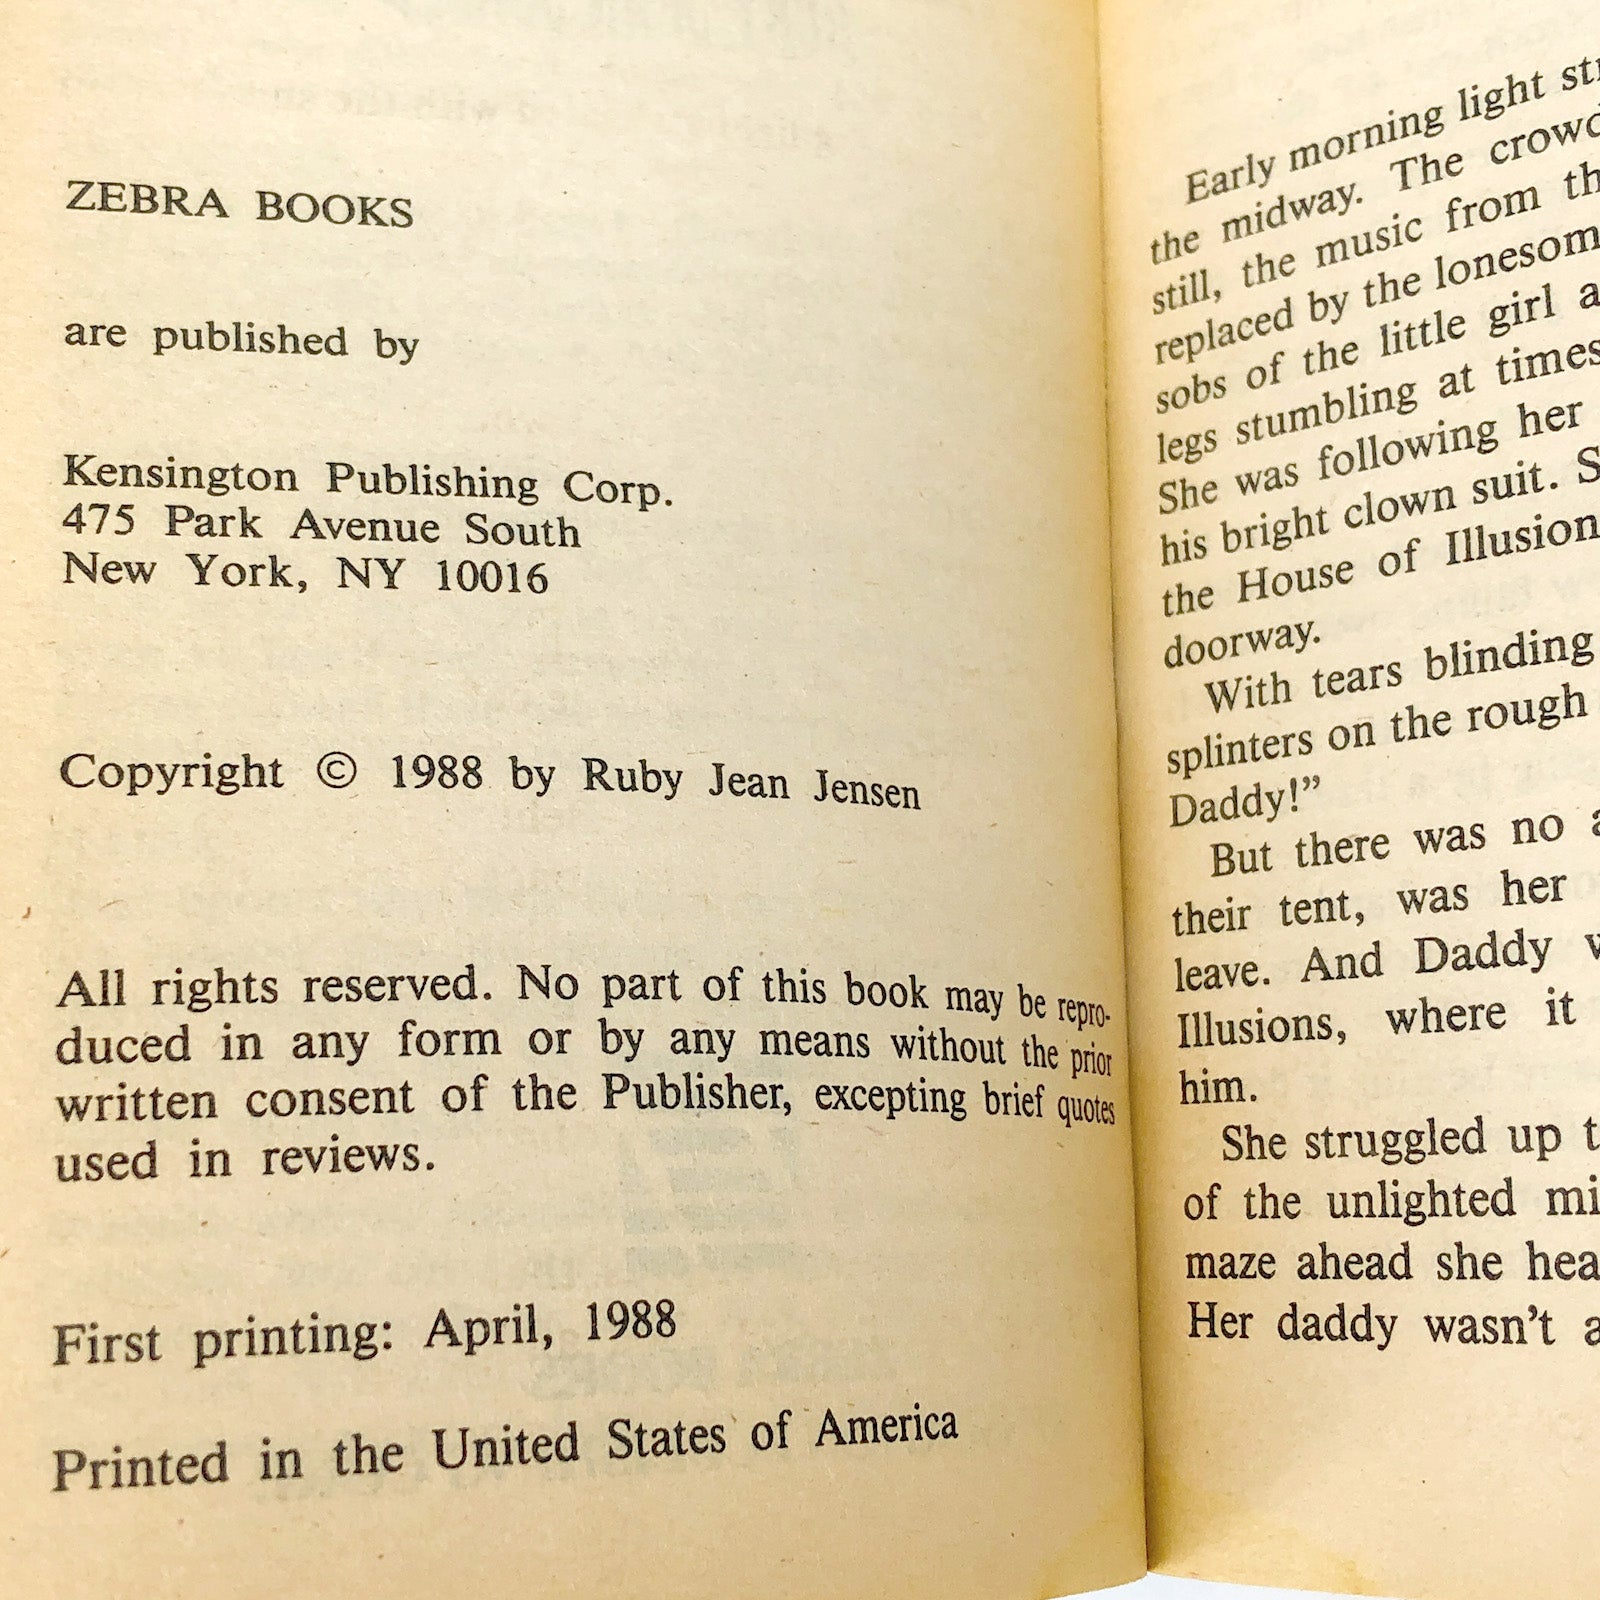 ZEBRA BOOKS
are published by
Kensington Publishing Corp.
475 Park Avenue South
New York, NY 10016
Copyright © 1988 by Ruby Jean Jensen
All rights reserved. No part of this book may be repro-
duced in any form or by any means without the prior
written consent of the Publisher, excepting brief quotes
used in reviews.
First printing: April, 1988
Printed in the United States of America
Early morning light
the midway. The
still, the music from
replaced by the
sobs of the little girl
legs stumbling at times
She was following her
his bright clown suit.
the House of
doorway.
With tears blinding
splinters on the rough
Daddy!”
But there was no
their tent, was her
leave. And Daddy
Illusions, where it
him.
She struggled up
of the unlighted
maze ahead she
Her daddy wasn't